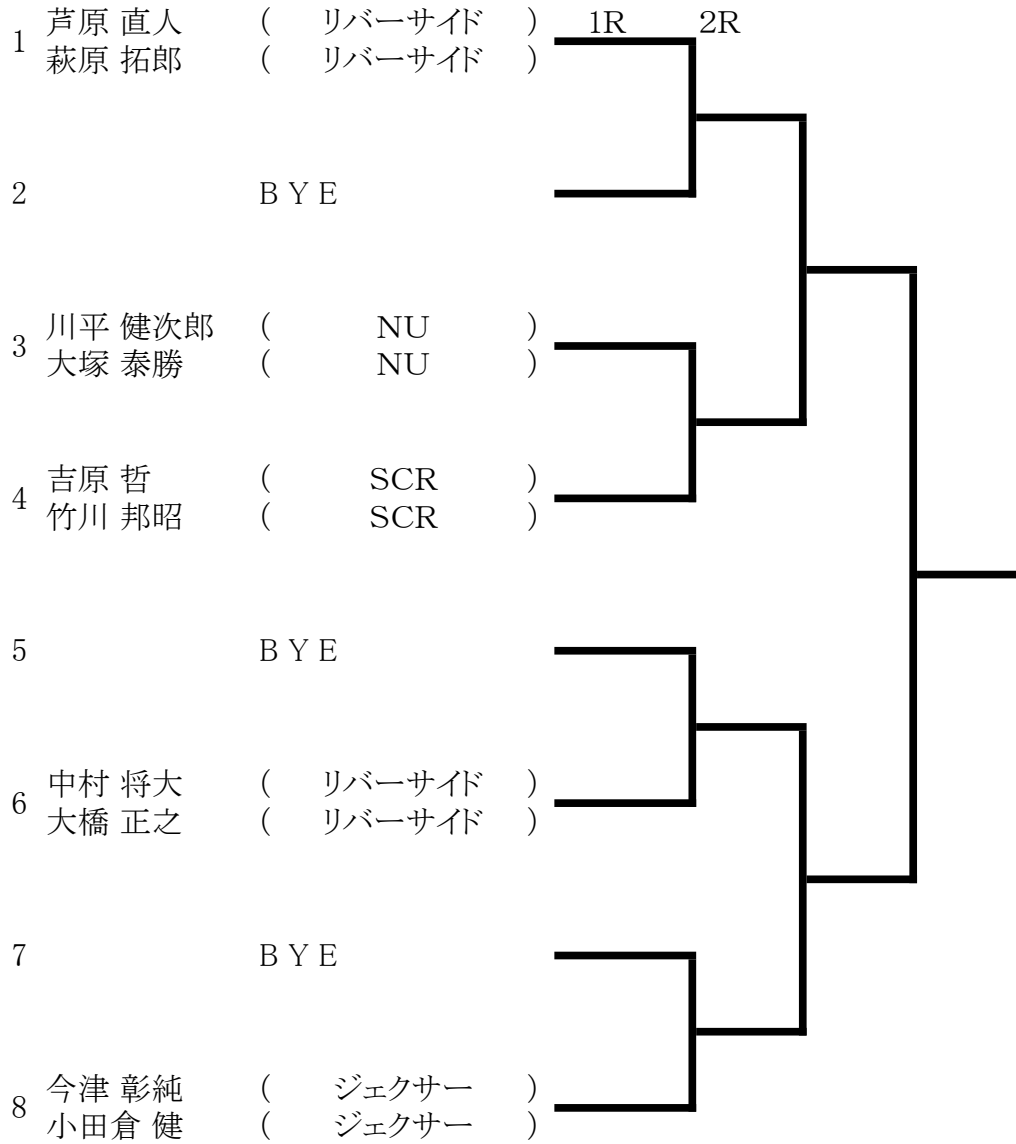 1R 2R
1 芦原 直人 ( リバーサイド )
萩原 拓郎 ( リバーサイド )
2 BYE
3 川平 健次郎 ( NU )
大塚 泰勝 ( NU )
4 吉原 哲 ( SCR )
竹川 邦昭 ( SCR )
5 BYE
6 中村 将大 ( リバーサイド )
大橋 正之 ( リバーサイド )
7 BYE
8 今津 彰純 ( ジェクサー )
小田倉 健 ( ジェクサー )